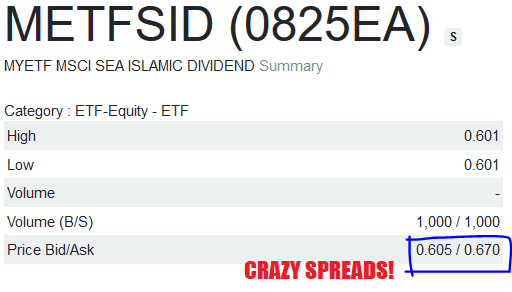 METFSID (0825EA) s
MYETF MSCI SEA ISLAMIC DIVIDEND Summary
Category : ETF-Equity - ETF
High 0.601
Low 0.601
Volume -
Volume (B/S) 1,000 / 1,000
Price Bid/Ask 0.605 / 0.670
CRAZY SPREADS!